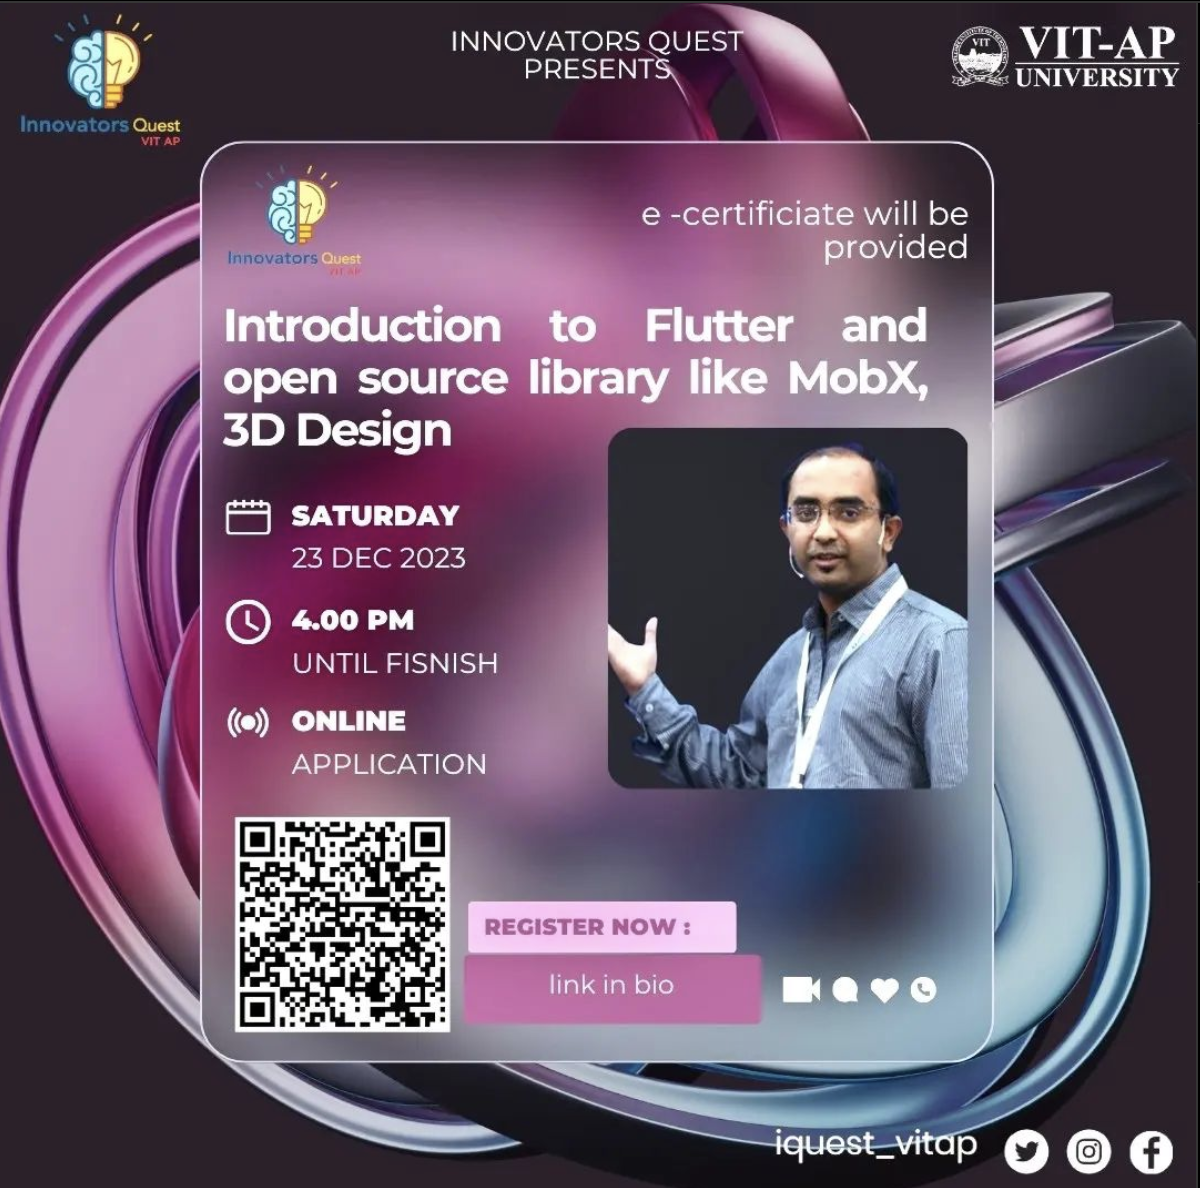 INNOVATORS QUEST
PRESENTS
Innovators Quest
VIT AP
VIT
VIT-AP
UNIVERSITY
Innovators Quest
VIT AP
e -certificiate will be
provided
Introduction to Flutter and
open source library like MobX,
3D Design
SATURDAY
23 DEC 2023
4.00 PM
UNTIL FISNISH
ONLINE
APPLICATION
REGISTER NOW :
link in bio
iquest_vitap